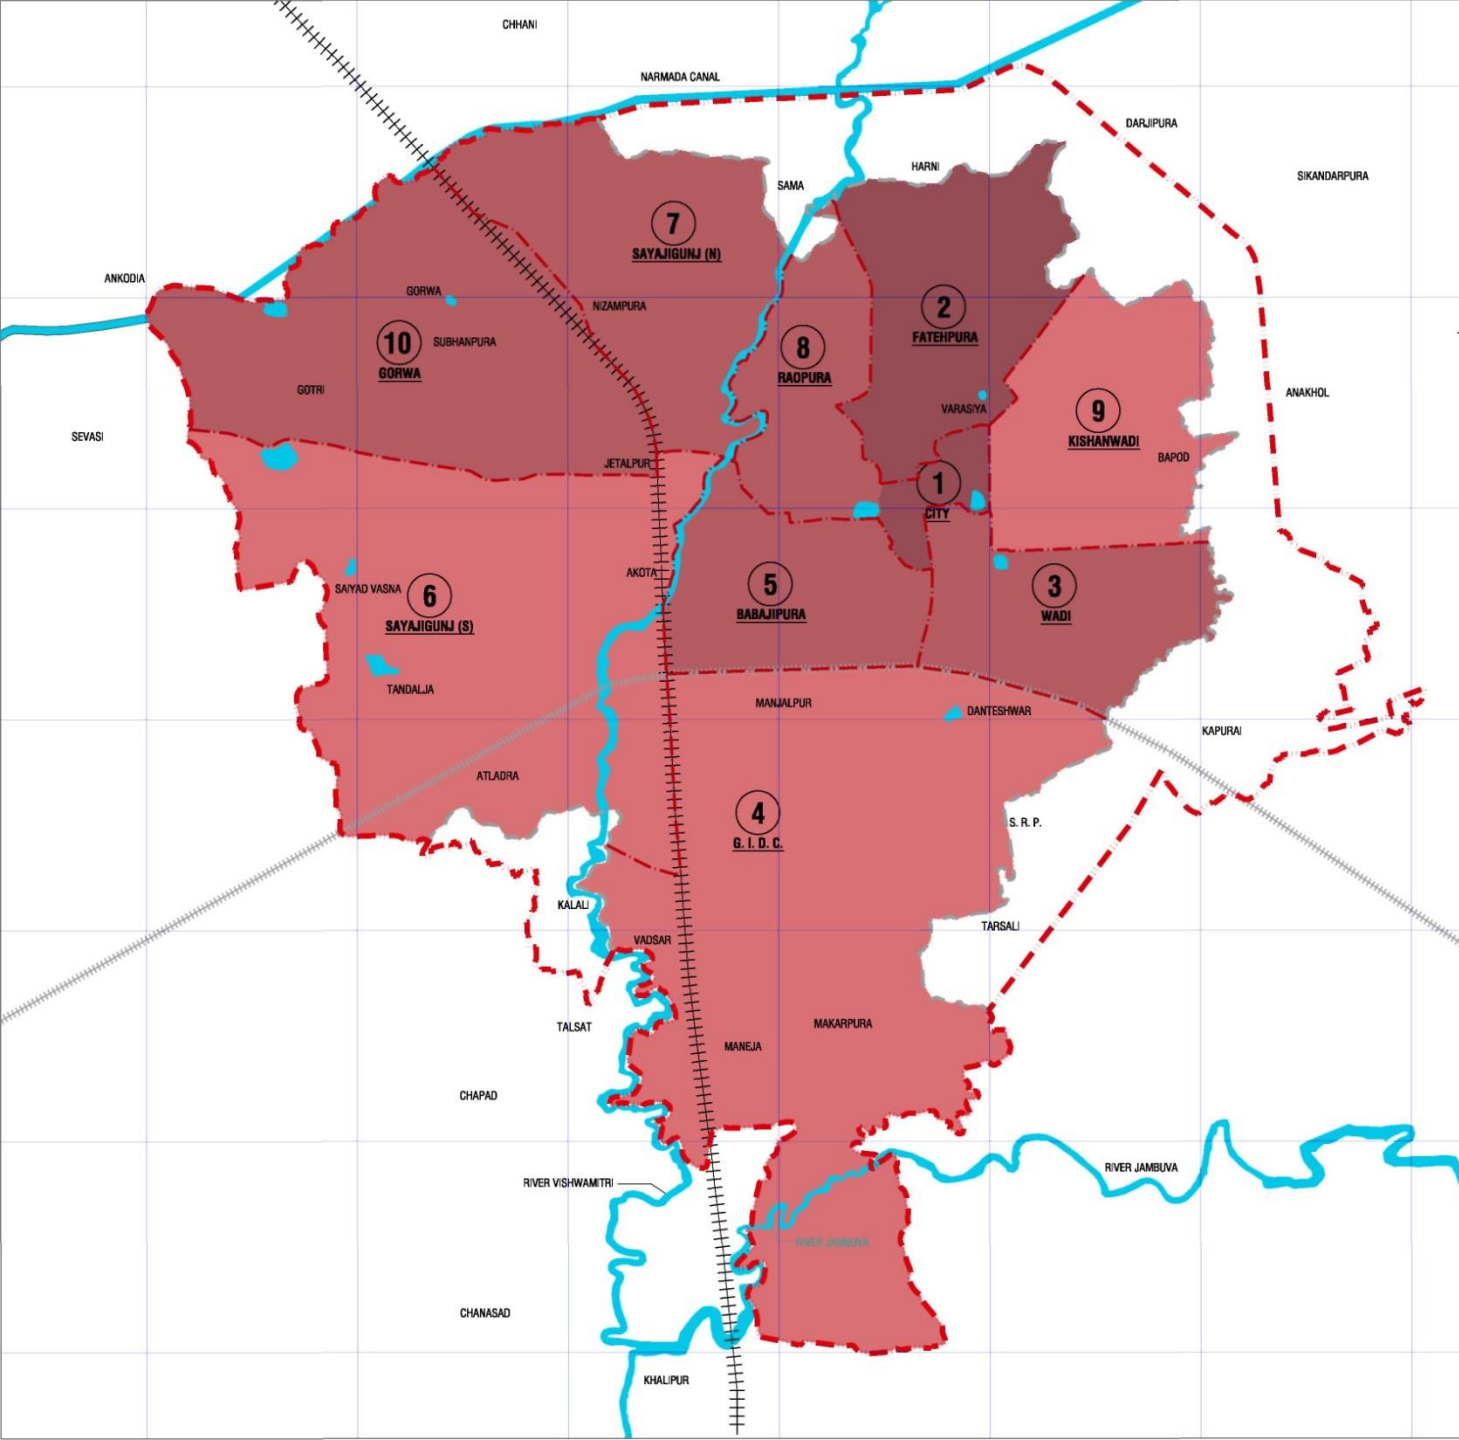 CHHANI
NARMADA CANAL
DARJIPURA
HARNI
SIKANDARPURA
SAMA
7
SAYAJIGUNJ (N)
ANKODIA
GORWA
NIZAMPURA
2
FATEHPURA
10
GORWA
SUBHANPURA
8
RAOPURA
GOTRI
ANAKHOL
VARASIYA
9
KISHANWADI
SEVASI
BAPOD
JETALPUR
1
CITY
AKOTA
SAIYAD VASNA
6
SAYAJIGUNJ (S)
5
BABAJIPURA
3
WADI
TANDALJA
MANJALPUR
DANTESHWAR
KAPURAI
ATLADRA
4
G. I. D. C.
S. R. P.
KALALI
TARSALI
VADSAR
TALSAT
MAKARPURA
MANEJA
CHAPAD
RIVER JAMBUVA
RIVER VISHWAMITRI
RIVER JAMBUVA
CHANASAD
KHALIPUR